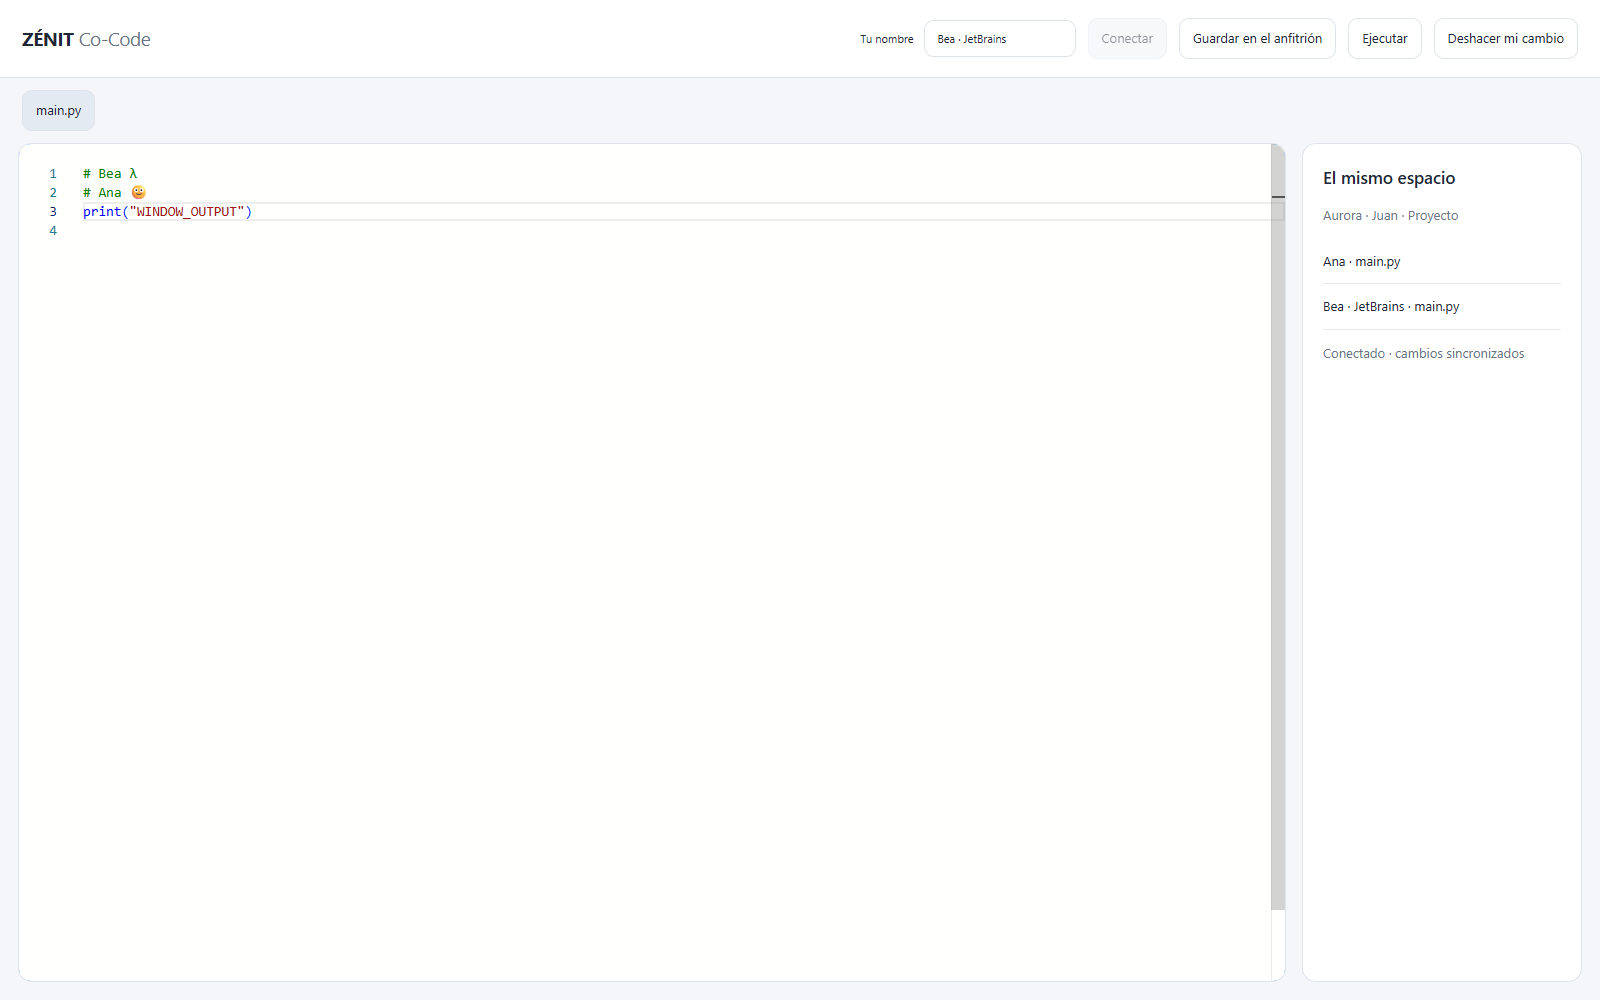 ZÉNIT Co-Code
Tu nombre
Bea · JetBrains
Conectar
Guardar en el anfitrión
Ejecutar
Deshacer mi cambio
main.py
1 # Bea λ
2 # Ana 😊
3 print("WINDOW_OUTPUT")
4
El mismo espacio
Aurora · Juan · Proyecto
Ana · main.py
Bea · JetBrains · main.py
Conectado · cambios sincronizados